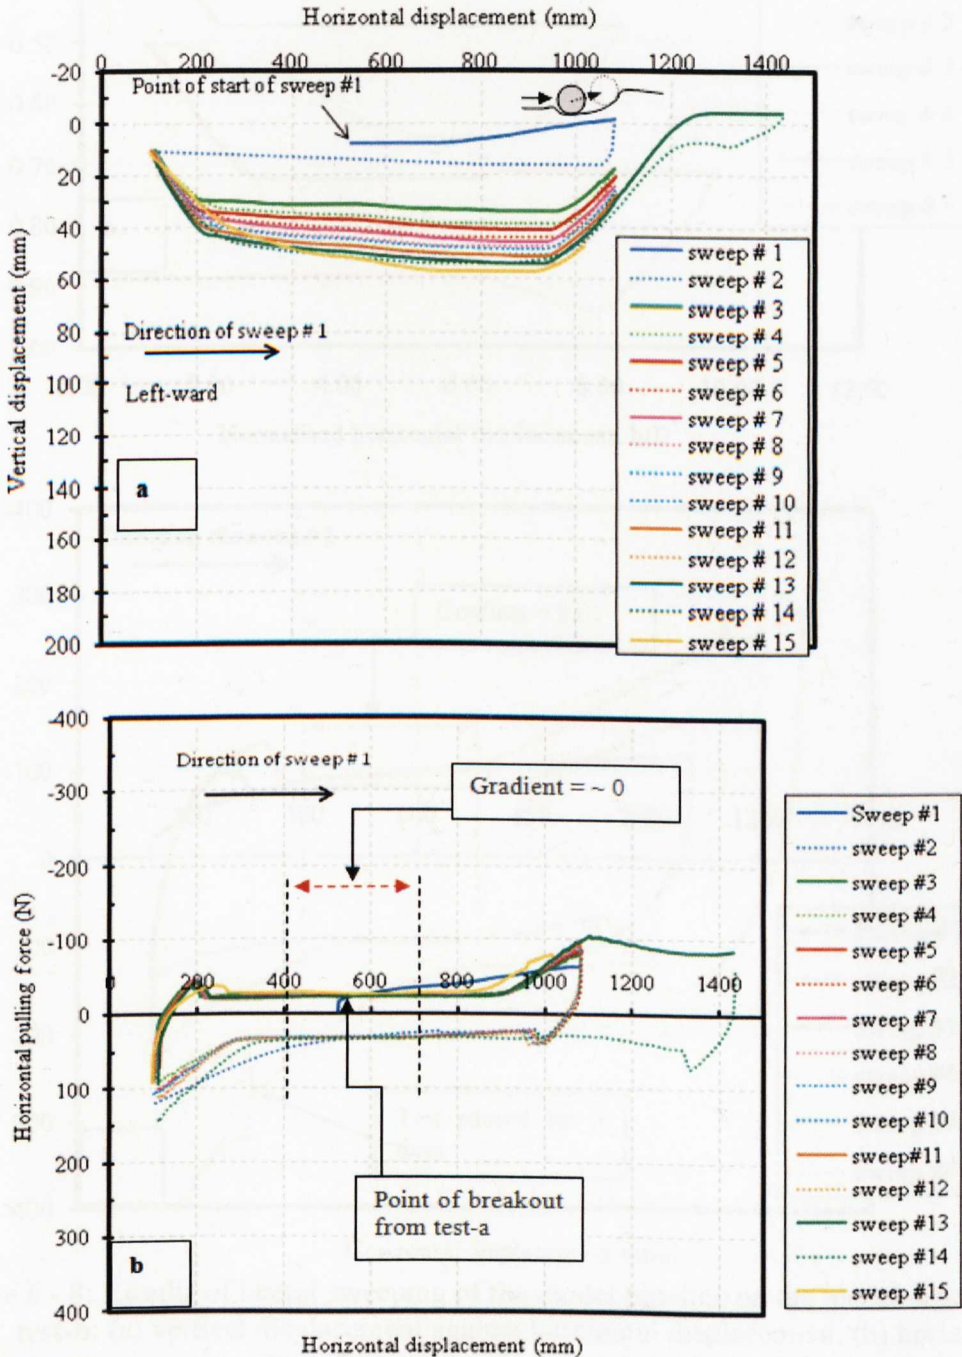 Horizontal displacement (mm)
0 200 400 600 800 1000 1200 1400
-20
0
20
40
60
80
100
120
140
160
180
200
Vertical displacement (mm)
Point of start of sweep #1
Direction of sweep # 1
Left-ward
a
sweep # 1
sweep # 2
sweep # 3
sweep # 4
sweep # 5
sweep # 6
sweep # 7
sweep # 8
sweep # 9
sweep # 10
sweep # 11
sweep # 12
sweep # 13
sweep # 14
sweep # 15
-400
-300
-200
-100
0
100
200
300
400
Horizontal pulling force (N)
Direction of sweep # 1
Gradient = ~ 0
0 200 400 600 800 1000 1200 1400
Point of breakout
from test-a
b
Sweep #1
sweep #2
sweep #3
sweep #4
sweep #5
sweep #6
sweep #7
sweep #8
sweep #9
sweep #10
sweep#11
sweep #12
sweep #13
sweep #14
sweep #15
Horizontal displacement (mm)